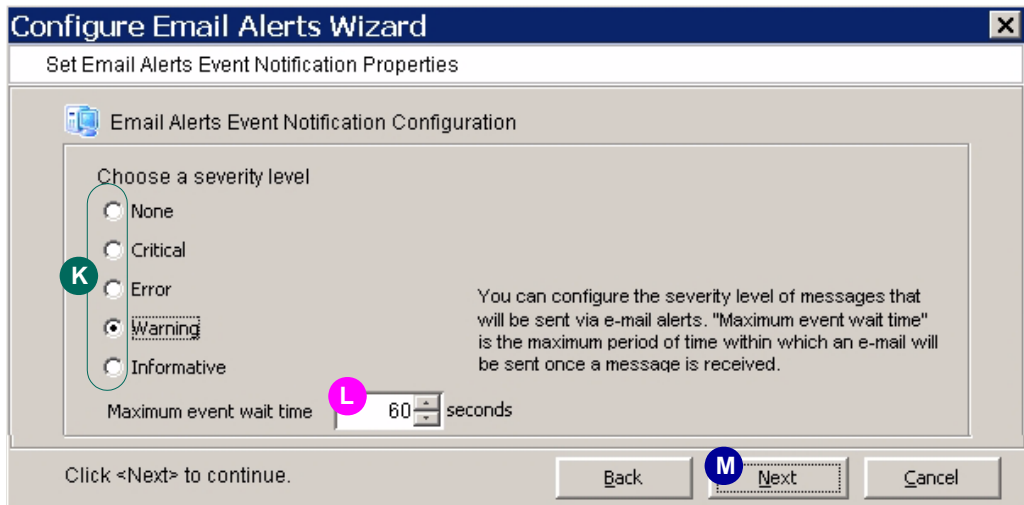 Configure Email Alerts Wizard
Set Email Alerts Event Notification Properties
Email Alerts Event Notification Configuration
Choose a severity level
None
Critical
K
Error
Warning
Informative
You can configure the severity level of messages that
will be sent via e-mail alerts. "Maximum event wait time"
is the maximum period of time within which an e-mail will
be sent once a message is received.
L
Maximum event wait time 60 seconds
Click <Next> to continue.
Back
M
Next
Cancel